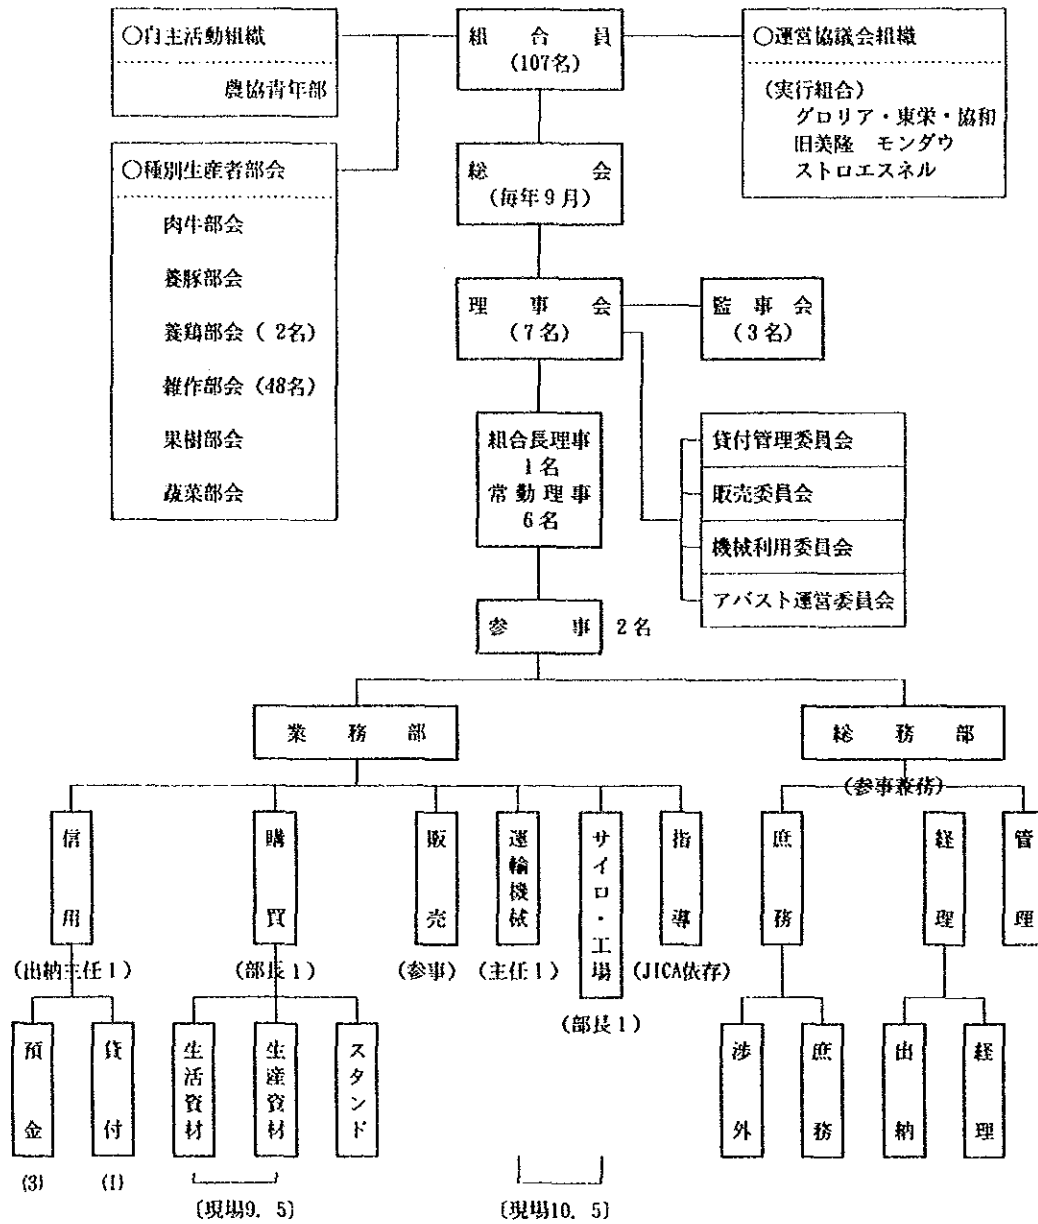 ○自主活動組織
農協青年部
組合員
(107名)
○運営協議会組織
(実行組合)
グロリア・東栄・協和
旧美隆 モンダウ
ストロエスネル
○種別生産者部会
肉牛部会
養豚部会
養鶏部会 (2名)
雑作部会 (48名)
果樹部会
蔬菜部会
総会
(毎年9月)
理事会
(7名)
監事会
(3名)
組合長理事
1名
常勤理事
6名
貸付管理委員会
販売委員会
機械利用委員会
アバスト運営委員会
参事 2名
業務部
総務部
(参事兼務)
信用
(出納主任1)
購買
(部長1)
販売
(参事)
運輸機械
(主任1)
サイロ・工場
(部長1)
指導
(JICA依存)
庶務
経理
管理
預金
(3)
貸付
(1)
生活資材
生産資材
スタンド
渉外
庶務
出納
経理
〔現場9.5〕
〔現場10.5〕